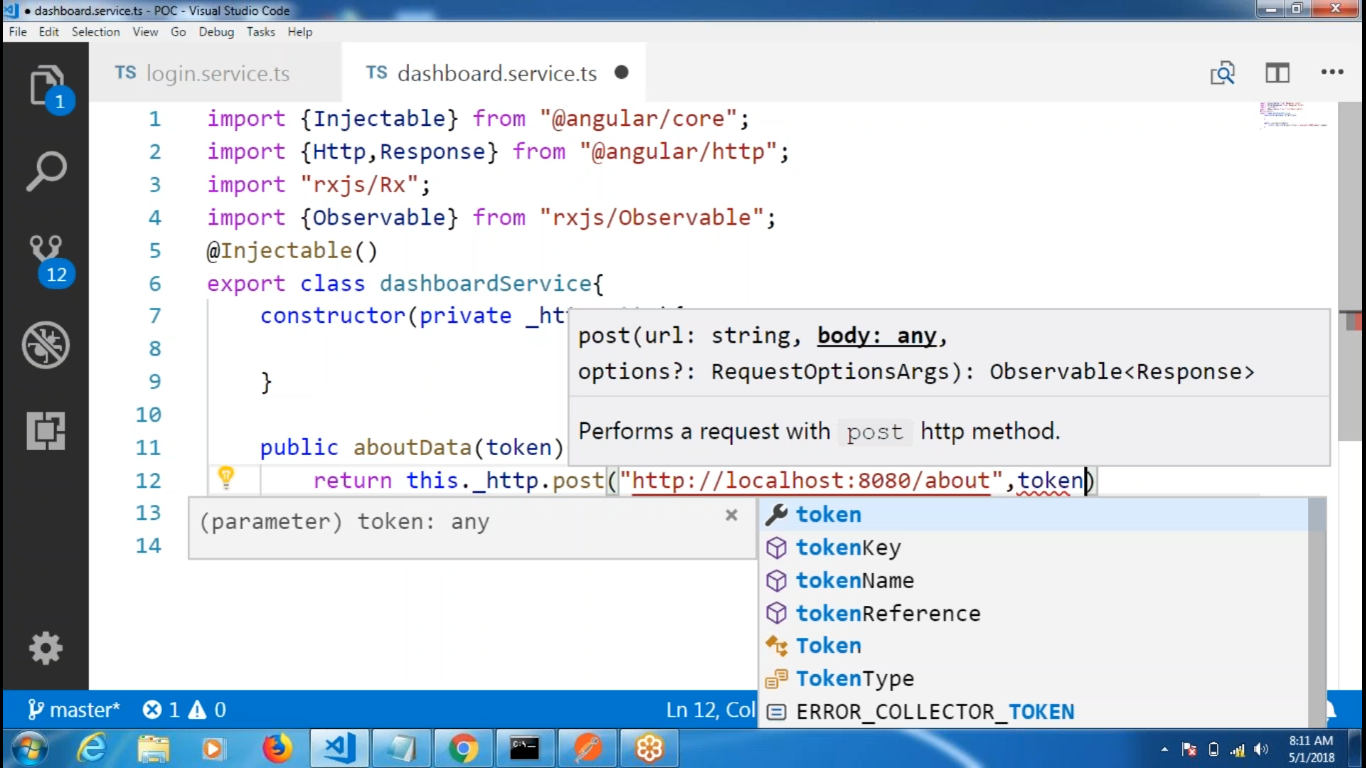 ● dashboard.service.ts - POC - Visual Studio Code
File Edit Selection View Go Debug Tasks Help
TS login.service.ts
TS dashboard.service.ts ●
1 import {Injectable} from "@angular/core";
2 import {Http,Response} from "@angular/http";
3 import "rxjs/Rx";
4 import {Observable} from "rxjs/Observable";
5 @Injectable()
6 export class dashboardService{
7 constructor(private
8
9 }
10
11 public aboutData(token)
12 return this._http.post("http://localhost:8080/about",token)
13
14
post(url: string, body: any,
options?: RequestOptionsArgs): Observable<Response>
Performs a request with post http method.
(parameter) token: any ×
token
tokenKey
tokenName
tokenReference
Token
TokenType
ERROR_COLLECTOR_TOKEN
1
12
master* 1 0
Ln 12, Col
8:11 AM
5/1/2018